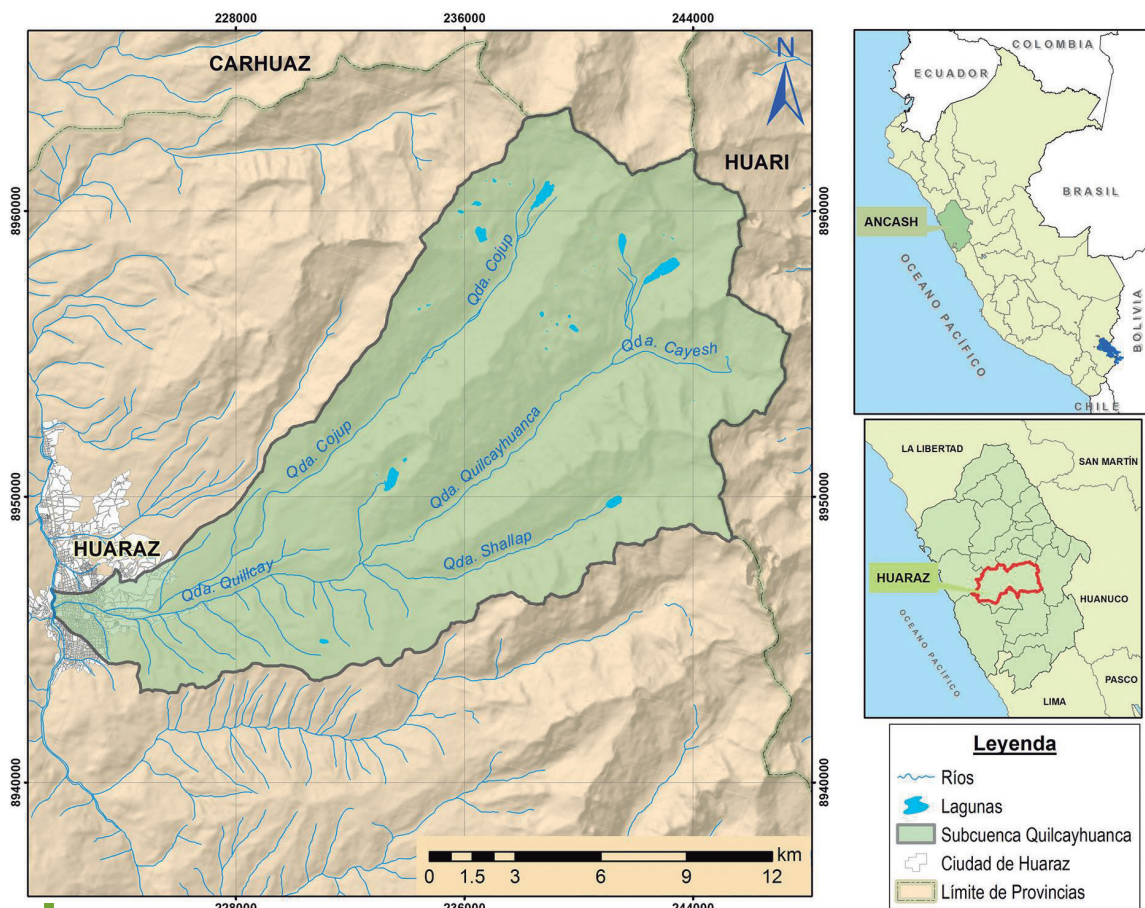 228000
236000
244000
CARHUAZ
N
HUARI
8960000
8960000
Qda. Cojup
Qda. Cayesh
Qda. Cojup
Qda. Quilcayhuanca
8950000
8950000
Qda. Shallap
HUARAZ
Qda. Quillcay
8940000
8940000
km
0
1.5
3
6
9
12
228000
236000
244000
COLOMBIA
ECUADOR
BRASIL
ANCASH
OCEANO PACÍFICO
BOLIVIA
CHILE
LA LIBERTAD
SAN MARTÍN
HUARAZ
HUANUCO
OCEANO PACÍFICO
PASCO
LIMA
Leyenda
Ríos
Lagunas
Subcuenca Quilcayhuanca
Ciudad de Huaraz
Límite de Provincias